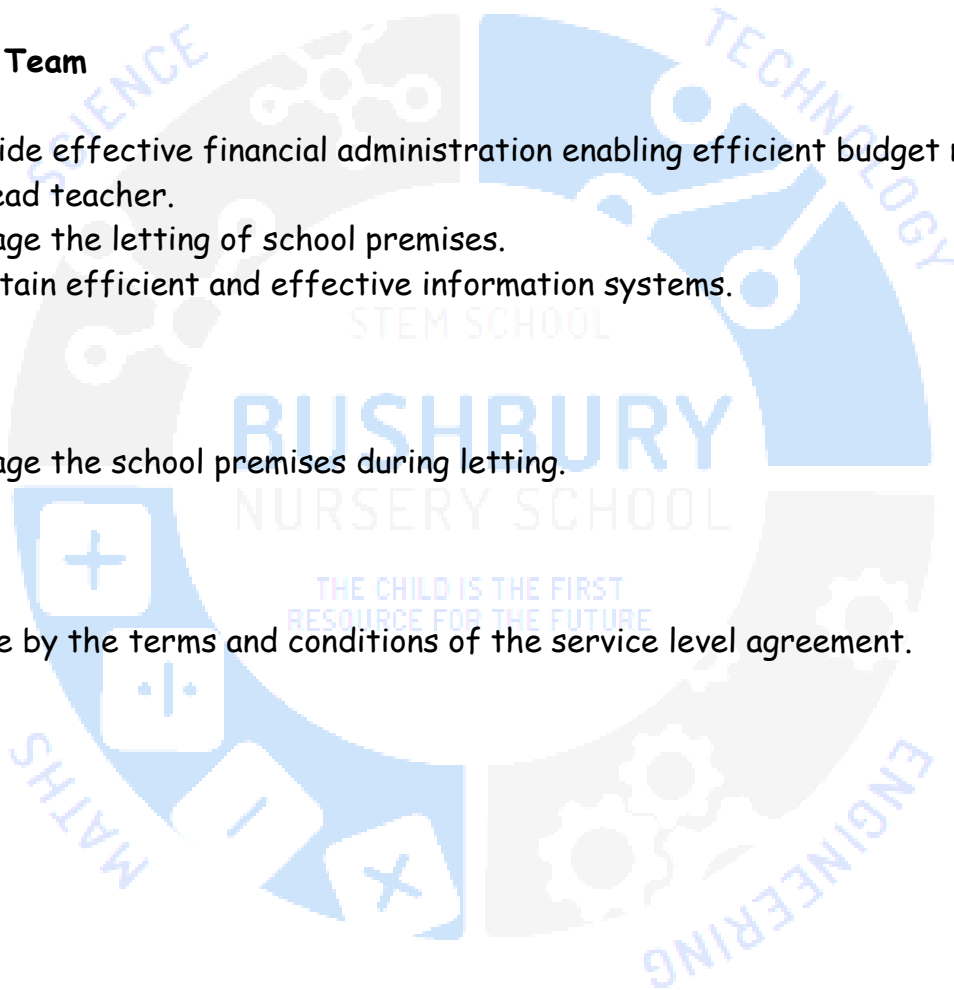 Team
ide effective financial administration enabling efficient budget
ead teacher.
age the letting of school premises.
tain efficient and effective information systems.
age the school premises during letting.
e by the terms and conditions of the service level agreement.
SCIENCE
TECHNOLOGY
STEM SCHOOL
BUSHBURY
NURSERY SCHOOL
THE CHILD IS THE FIRST
RESOURCE FOR THE FUTURE
MATHS
ENGINEERING